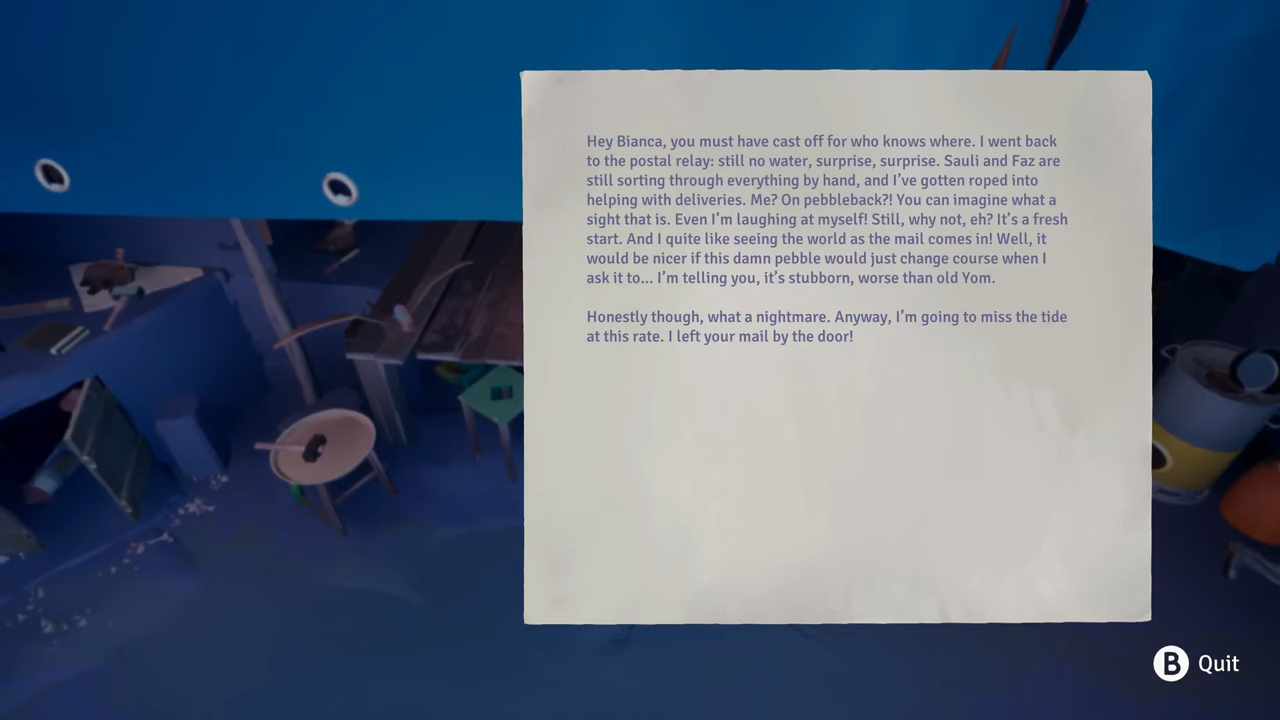 Hey Bianca, you must have cast off for who knows where. I went back
to the postal relay: still no water, surprise, surprise. Sauli and Faz are
still sorting through everything by hand, and I’ve gotten roped into
helping with deliveries. Me? On pebbleback?! You can imagine what a
sight that is. Even I’m laughing at myself! Still, why not, eh? It’s a fresh
start. And I quite like seeing the world as the mail comes in! Well, it
would be nicer if this damn pebble would just change course when I
ask it to... I’m telling you, it’s stubborn, worse than old Yom.
Honestly though, what a nightmare. Anyway, I’m going to miss the tide
at this rate. I left your mail by the door!
B Quit